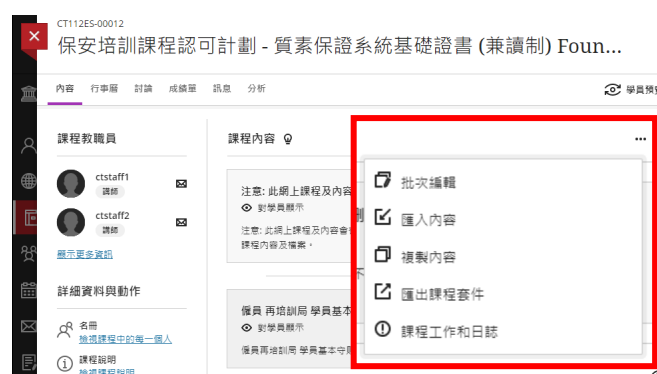 CT112ES-00012
保安培訓課程認可計劃 - 質素保證系統基礎證書 (兼讀制) Foun...
內容 行事曆 討論 成績單 訊息 分析
學員預
課程教職員
ctstaff1
講師
ctstaff2
講師
顯示更多資訊
詳細資料與動作
名冊
檢視課程中的每一個人
課程說明
檢視課程說明
課程內容
注意: 此網上課程及內容
對學員顯示
注意: 此網上課程及內容會
課程內容及檔案。
僱員再培訓局 學員基本
對學員顯示
僱員再培訓局 學員基本守則
批次編輯
匯入內容
複製內容
匯出課程套件
課程工作和日誌